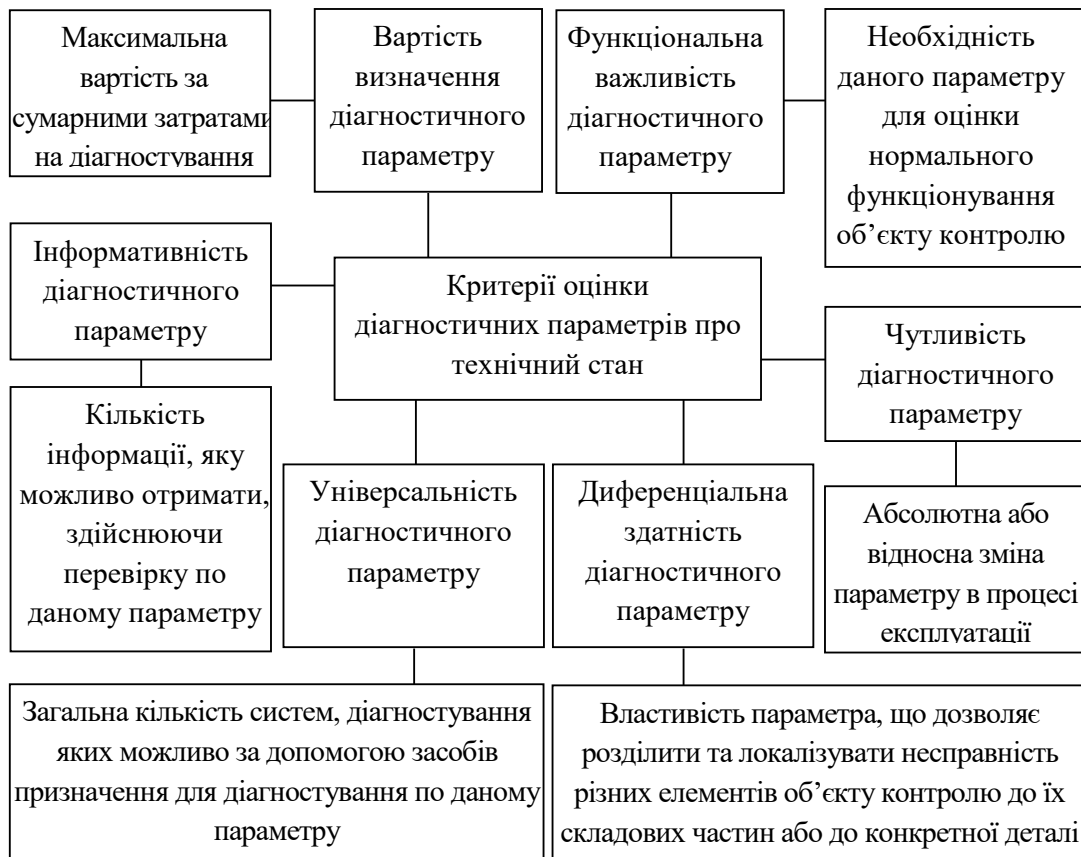 Максимальна
вартість за
сумарними затратами
на діагностування
Вартість
визначення
діагностичного
параметру
Функціональна
важливість
діагностичного
параметру
Необхідність
даного параметру
для оцінки
нормального
функціонування
об’єкту контролю
Інформативність
діагностичного
параметру
Критерії оцінки
діагностичних параметрів про
технічний стан
Чутливість
діагностичного
параметру
Кількість
інформації, яку
можливо отримати,
здійснюючи
перевірку по
даному параметру
Універсальність
діагностичного
параметру
Диференціальна
здатність
діагностичного
параметру
Абсолютна або
відносна зміна
параметру в процесі
експлуатації
Загальна кількість систем, діагностування
яких можливо за допомогою засобів
призначення для діагностування по даному
параметру
Властивість параметра, що дозволяє
розділити та локалізувати несправність
різних елементів об’єкту контролю до їх
складових частин або до конкретної деталі